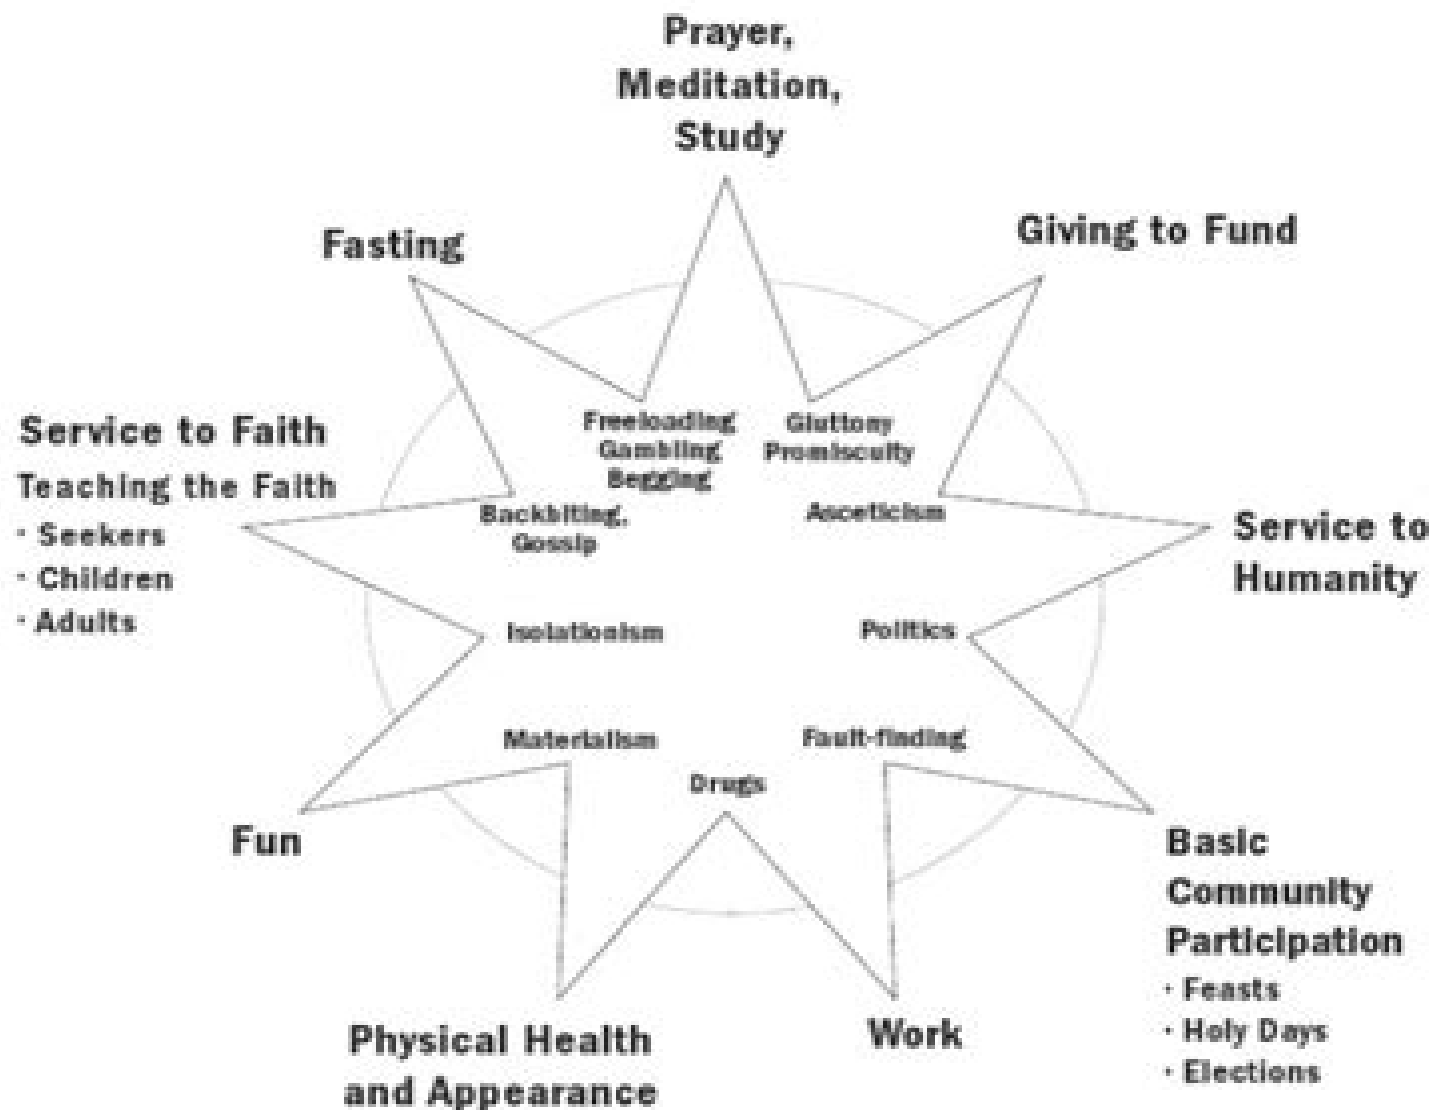 Prayer,
Meditation,
Study
Fasting
Giving to Fund
Service to Faith
Teaching the Faith
· Seekers
· Children
· Adults
Freeloading
Gambling
Begging
Gluttony
Promiscuity
Backbiting,
Gossip
Asceticism
Service to
Humanity
Isolationism
Politics
Materialism
Fault-finding
Drugs
Fun
Basic
Community
Participation
· Feasts
· Holy Days
· Elections
Physical Health
and Appearance
Work